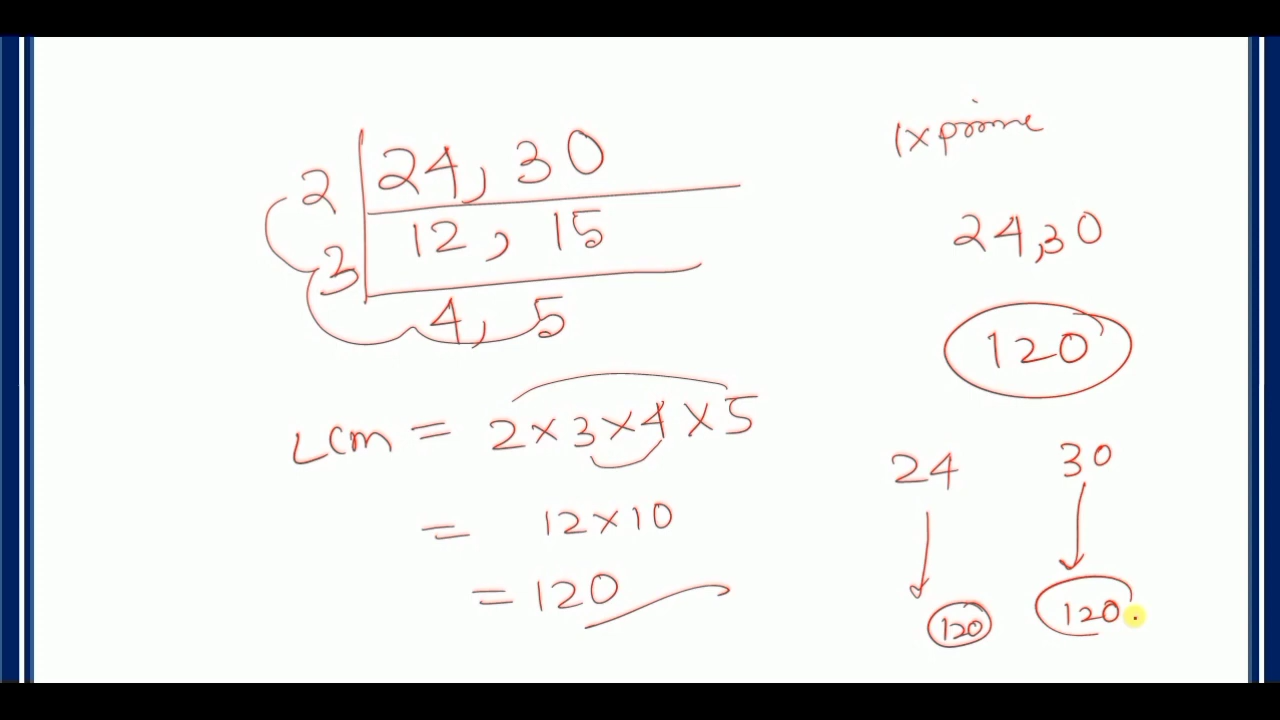 2 | 24, 30
3 | 12, 15
4, 5
LCM = 2×3×4×5
= 12×10
= 120
1×prime
24,30
120
24 30
120 120